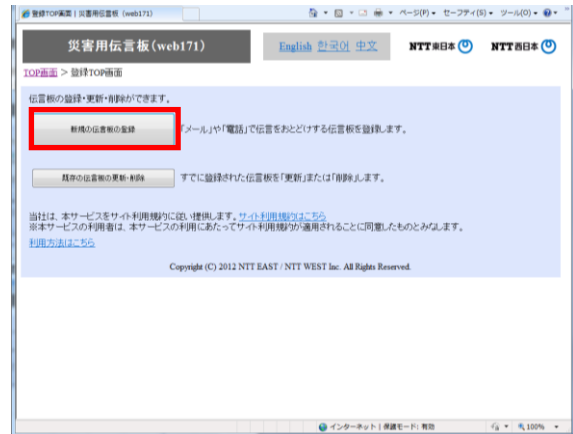 登録TOP画面 | 災害用伝言板 (web171)
ページ(P) セーフティ(S) ツール(O)
災害用伝言板(web171)
English 한국어 中文 NTT東日本 NTT西日本
TOP画面 > 登録TOP画面
伝言板の登録・更新・削除ができます。
新規の伝言板の登録 「メール」や「電話」で伝言をおとどけする伝言板を登録します。
既存の伝言板の更新・削除 すでに登録された伝言板を「更新」または「削除」します。
当社は、本サービスをサイト利用規約に従い提供します。サイト利用規約はこちら
※本サービスの利用者は、本サービスの利用にあたってサイト利用規約が適用されることに同意したものとみなします。
利用方法はこちら
Copyright (C) 2012 NTT EAST / NTT WEST Inc. All Rights Reserved.
インターネット | 保護モード: 有効 100%